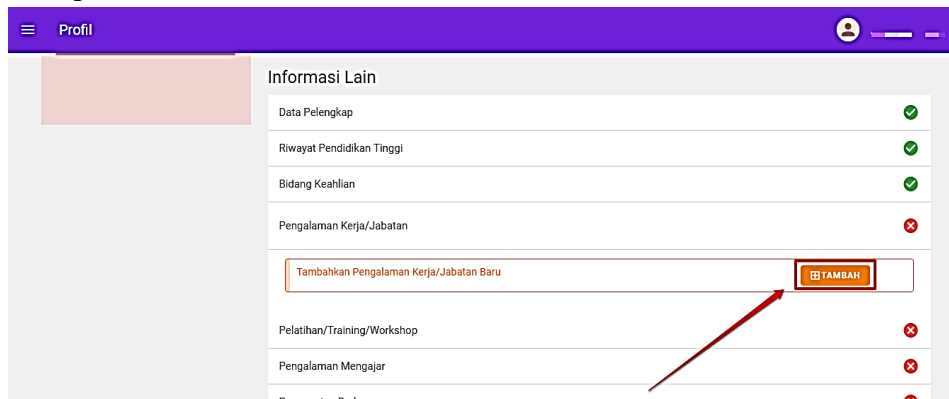 Profil
Informasi Lain
Data Pelengkap
Riwayat Pendidikan Tinggi
Bidang Keahlian
Pengalaman Kerja/Jabatan
Tambahkan Pengalaman Kerja/Jabatan Baru
TAMBAH
Pelatihan/Training/Workshop
Pengalaman Mengajar